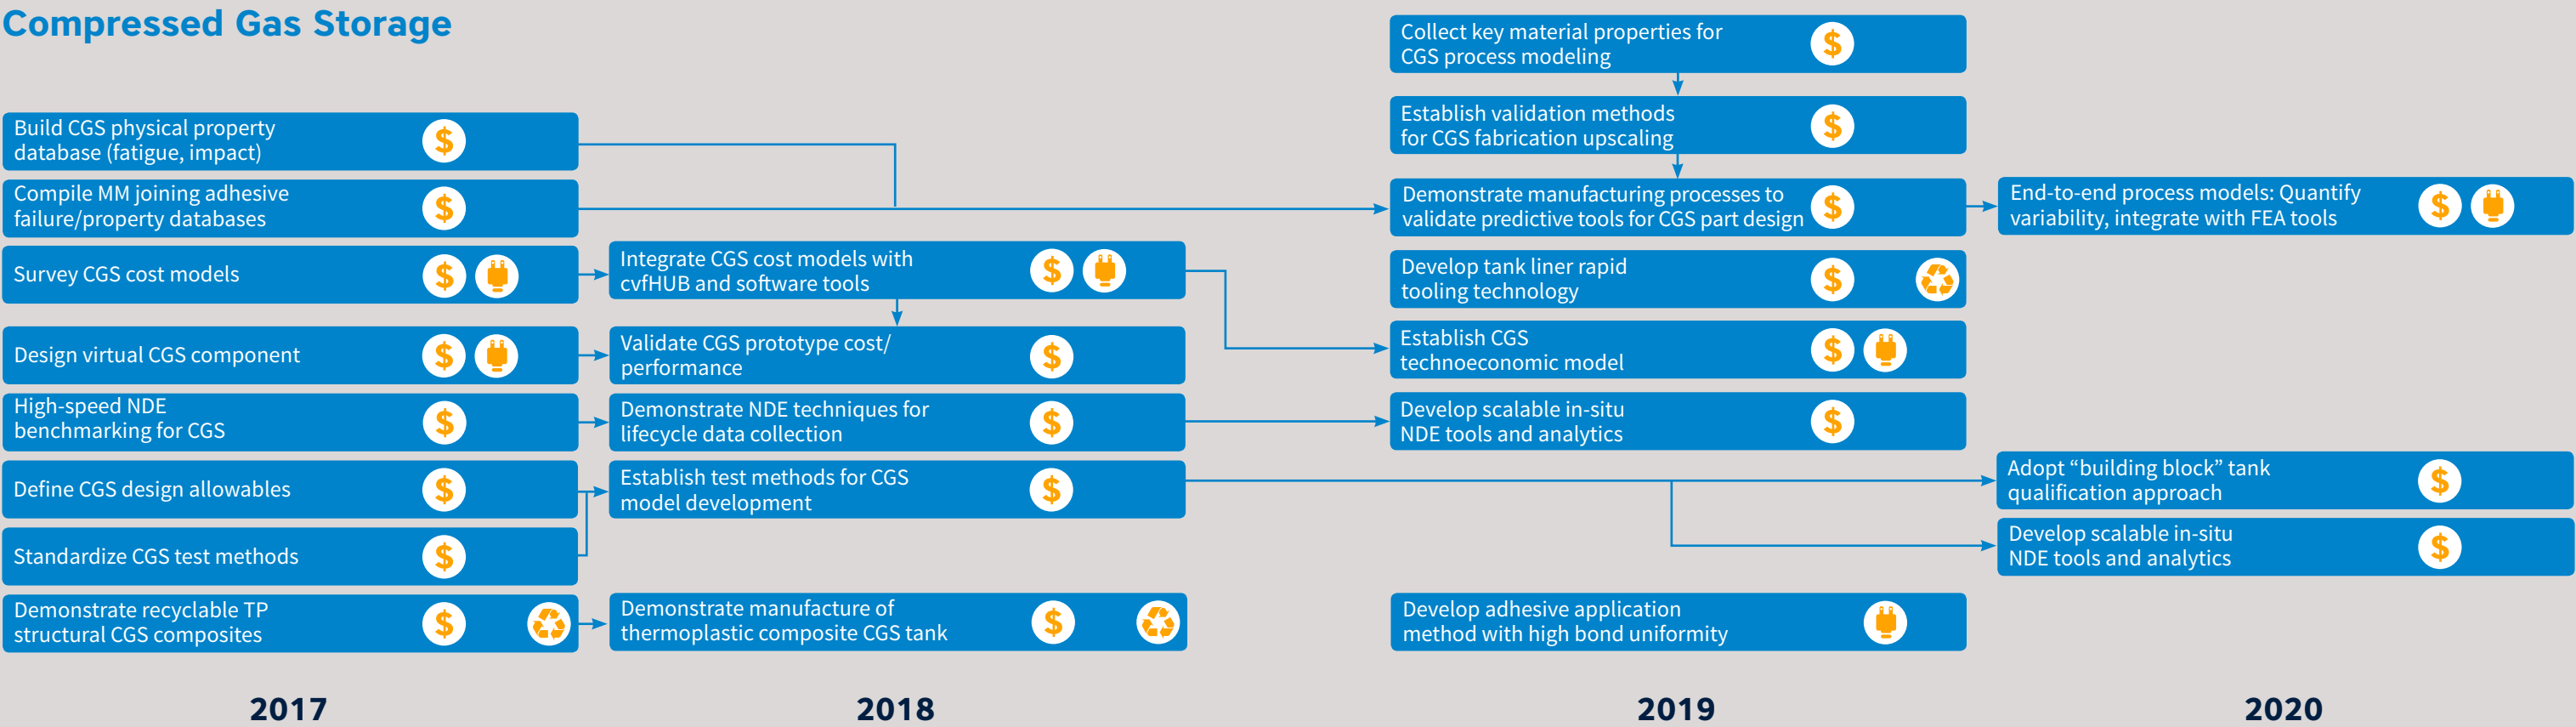 Compressed Gas Storage
Build CGS physical property
database (fatigue, impact)
Compile MM joining adhesive
failure/property databases
Survey CGS cost models
Design virtual CGS component
High-speed NDE
benchmarking for CGS
Define CGS design allowables
Standardize CGS test methods
Demonstrate recyclable TP
structural CGS composites
2017
Integrate CGS cost models with
cvfHUB and software tools
Validate CGS prototype cost/
performance
Demonstrate NDE techniques for
lifecycle data collection
Establish test methods for CGS
model development
Demonstrate manufacture of
thermoplastic composite CGS tank
2018
Collect key material properties for
CGS process modeling
Establish validation methods
for CGS fabrication upscaling
Demonstrate manufacturing processes to
validate predictive tools for CGS part design
Develop tank liner rapid
tooling technology
Establish CGS
technoeconomic model
Develop scalable in-situ
NDE tools and analytics
Develop adhesive application
method with high bond uniformity
2019
End-to-end process models: Quantify
variability, integrate with FEA tools
Adopt “building block” tank
qualification approach
Develop scalable in-situ
NDE tools and analytics
2020